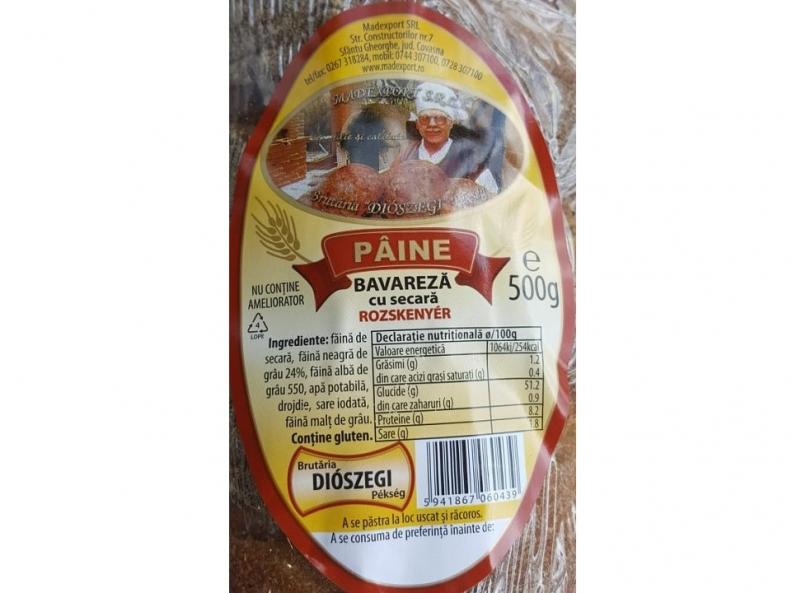 Madexport SRL
Str. Constructorilor nr.7
Sfântu Gheorghe, jud. Covasna
tel/fax: 0267 318284, mobil: 0744 307100, 0728 307100
www.madexport.ro
MADEXPORT S.R.L.
și calitate
Brutăria DIÓSZEGI
PÂINE
BAVAREZĂ
cu secară
ROZSKENYÉR
e
500g
NU CONȚINE
AMELIORATOR
4
LDPE
Ingrediente: făină de
secară, făină neagră de
grâu 24%, făină albă de
grâu 550, apă potabilă,
drojdie, sare iodată,
făină malț de grâu.
Conține gluten.
Declarație nutrițională ø/100g
Valoare energetică 1064kj/254kcal
Grăsimi (g) 1.2
din care acizi grași saturați (g) 0.4
Glucide (g) 51.2
din care zaharuri (g) 0.9
Proteine (g) 8.2
Sare (g) 1.8
Brutăria
DIÓSZEGI
Pékség
5 941867 060439
A se păstra la loc uscat și răcoros.
A se consuma de preferință înainte de: